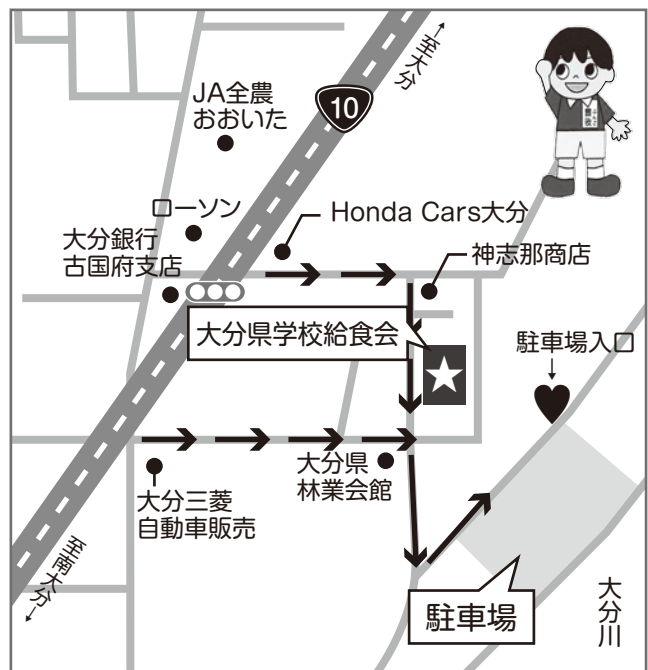 ←至大分
10
JA全農
おおいた
ローソン
Honda Cars大分
大分銀行
古国府支店
神志那商店
大分県学校給食会
駐車場入口
↓
大分県
林業会館
大分三菱
自動車販売
至南大分→
駐車場
大分川